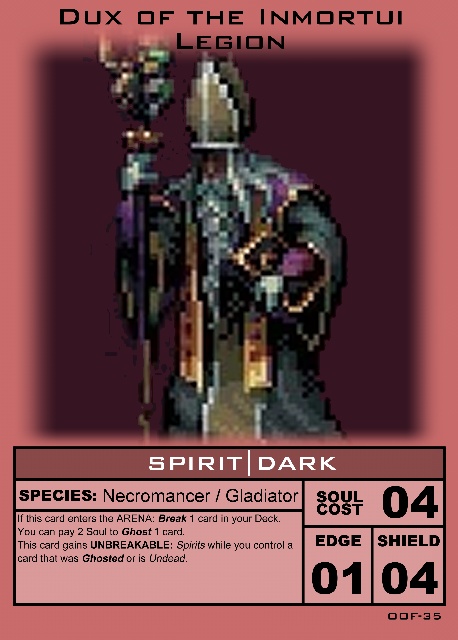 Dux of the Inmortui
Legion
SPIRIT|DARK
SPECIES: Necromancer / Gladiator
If this card enters the ARENA: Break 1 card in your Deck.
You can pay 2 Soul to Ghost 1 card.
This card gains UNBREAKABLE: Spirits while you control a
card that was Ghosted or is Undead.
SOUL
COST
04
EDGE
01
SHIELD
04
OOF-35